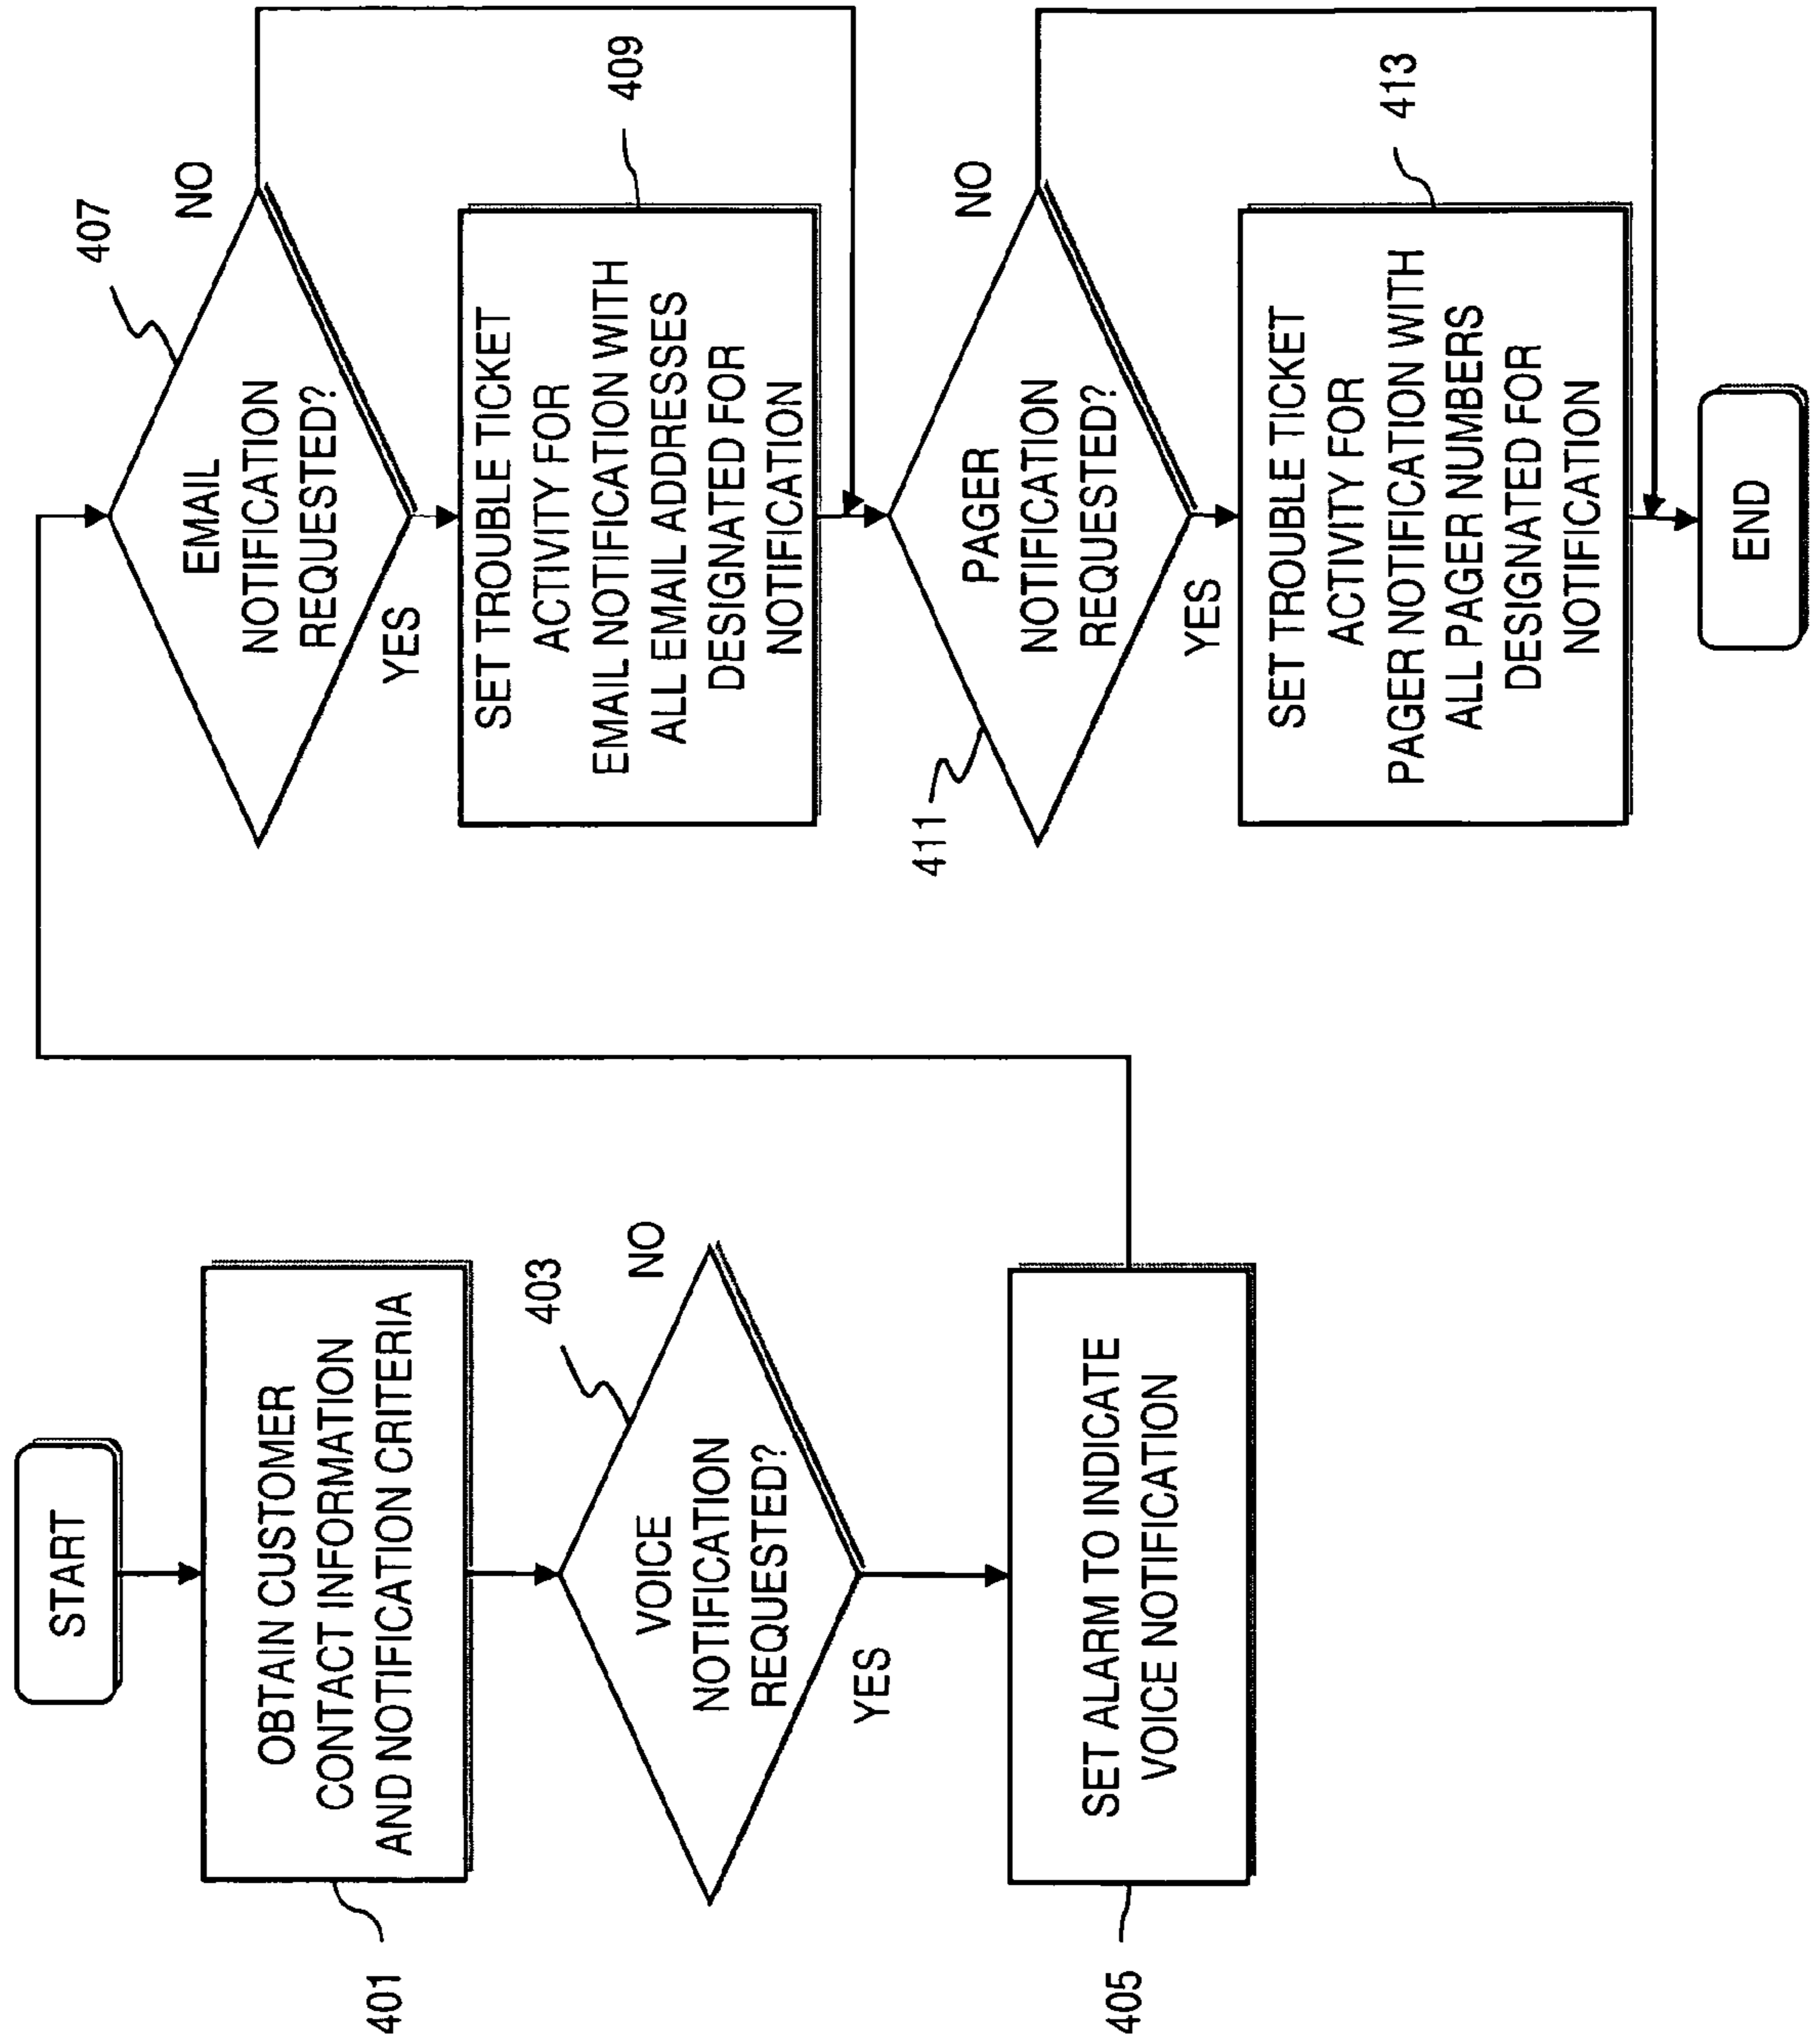 START
OBTAIN CUSTOMER
CONTACT INFORMATION
AND NOTIFICATION CRITERIA
401
403
VOICE
NOTIFICATION
REQUESTED?
NO
YES
SET ALARM TO INDICATE
VOICE NOTIFICATION
405
407
EMAIL
NOTIFICATION
REQUESTED?
NO
YES
409
SET TROUBLE TICKET
ACTIVITY FOR
EMAIL NOTIFICATION WITH
ALL EMAIL ADDRESSES
DESIGNATED FOR
NOTIFICATION
411
PAGER
NOTIFICATION
REQUESTED?
NO
YES
413
SET TROUBLE TICKET
ACTIVITY FOR
PAGER NOTIFICATION WITH
ALL PAGER NUMBERS
DESIGNATED FOR
NOTIFICATION
END